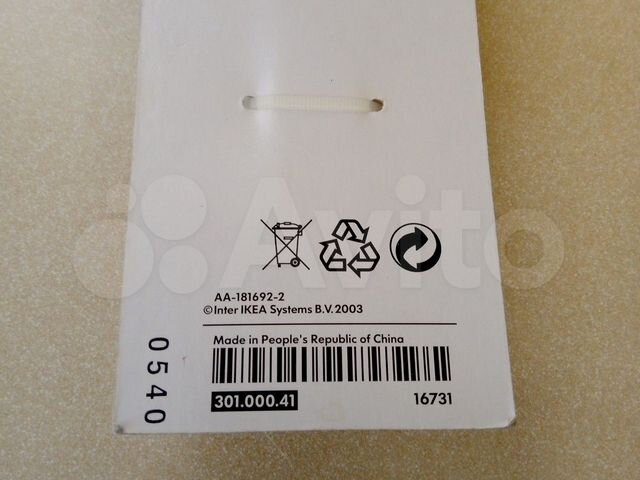 Avito
AA-181692-2
©Inter IKEA Systems B.V. 2003
Made in People's Republic of China
301.000.41
16731
0540